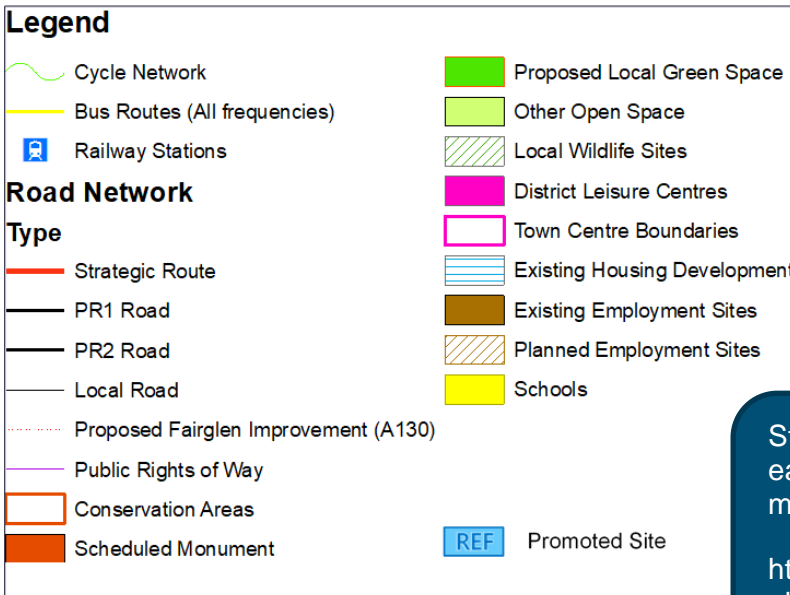 Legend
Cycle Network
Bus Routes (All frequencies)
Railway Stations
Road Network
Type
Strategic Route
PR1 Road
PR2 Road
Local Road
Proposed Fairglen Improvement (A130)
Public Rights of Way
Conservation Areas
Scheduled Monument
Proposed Local Green Space
Other Open Space
Local Wildlife Sites
District Leisure Centres
Town Centre Boundaries
Existing Housing Development
Existing Employment Sites
Planned Employment Sites
Schools
REF Promoted Site